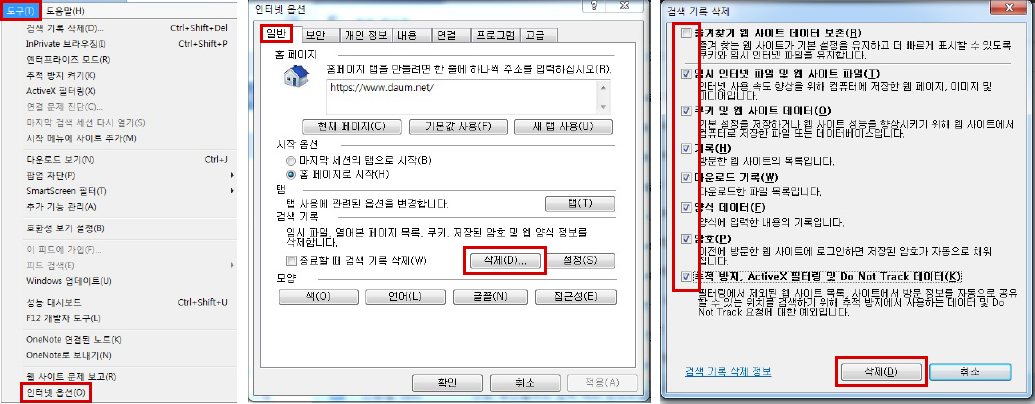 도구(T) 도움말(H)
검색 기록 삭제(D)... Ctrl+Shift+Del
InPrivate 브라우징(I) Ctrl+Shift+P
엔터프라이즈 모드(R)
추적 방지 켜기(K)
ActiveX 필터링(X)
연결 문제 진단(C)...
마지막 검색 세션 다시 열기(S)
시작 메뉴에 사이트 추가(M)
다운로드 보기(N) Ctrl+J
팝업 차단(P)
SmartScreen 필터(T)
추가 기능 관리(A)
호환성 보기 설정(B)
이 피드에 가입(F)...
피드 검색(E)
Windows 업데이트(U)
성능 대시보드 Ctrl+Shift+U
F12 개발자 도구(L)
OneNote 연결된 노트(K)
OneNote로 보내기(N)
웹 사이트 문제 보고(R)
인터넷 옵션(O)
인터넷 옵션
일반 보안 개인 정보 내용 연결 프로그램 고급
홈 페이지
홈페이지 탭을 만들려면 한 줄에 하나씩 주소를 입력하십시오(R).
https://www.daum.net/
현재 페이지(C) 기본값 사용(F) 새 탭 사용(U)
시작 옵션
마지막 세션의 탭으로 시작(B)
홈 페이지로 시작(H)
탭
탭 사용에 관련된 옵션을 변경합니다. 탭(T)
검색 기록
임시 파일, 열어본 페이지 목록, 쿠키, 저장된 암호 및 웹 양식 정보를
삭제합니다.
종료할 때 검색 기록 삭제(W) 삭제(D)... 설정(S)
모양
색(O) 언어(L) 글꼴(N) 접근성(E)
확인 취소 적용(A)
검색 기록 삭제
즐겨찾기 웹 사이트 데이터 보존(R)
즐겨 찾는 웹 사이트가 기본 설정을 유지하고 더 빠르게 표시할 수 있도록
쿠키와 임시 인터넷 파일을 유지합니다.
임시 인터넷 파일 및 웹 사이트 파일(T)
인터넷 사용 속도 향상을 위해 컴퓨터에 저장한 웹 페이지, 이미지 및
미디어입니다.
쿠키 및 웹 사이트 데이터(O)
기본 설정을 저장하거나 웹 사이트 성능을 향상시키기 위해 웹 사이트에서
컴퓨터로 저장한 파일 또는 데이터베이스입니다.
기록(H)
방문한 웹 사이트의 목록입니다.
다운로드 기록(W)
다운로드한 파일 목록입니다.
양식 데이터(F)
양식에 입력한 내용의 기록입니다.
암호(P)
이전에 방문한 웹 사이트에 로그인하면 저장된 암호가 자동으로 채워
집니다.
추적 방지, ActiveX 필터링 및 Do Not Track 데이터(K)
필터링에서 제외된 웹 사이트 목록, 사이트에서 방문 정보를 자동으로 공유
할 수 있는 위치를 검색하기 위해 추적 방지에서 사용하는 데이터 및 Do
Not Track 요청에 대한 예외입니다.
검색 기록 삭제 정보 삭제(D) 취소